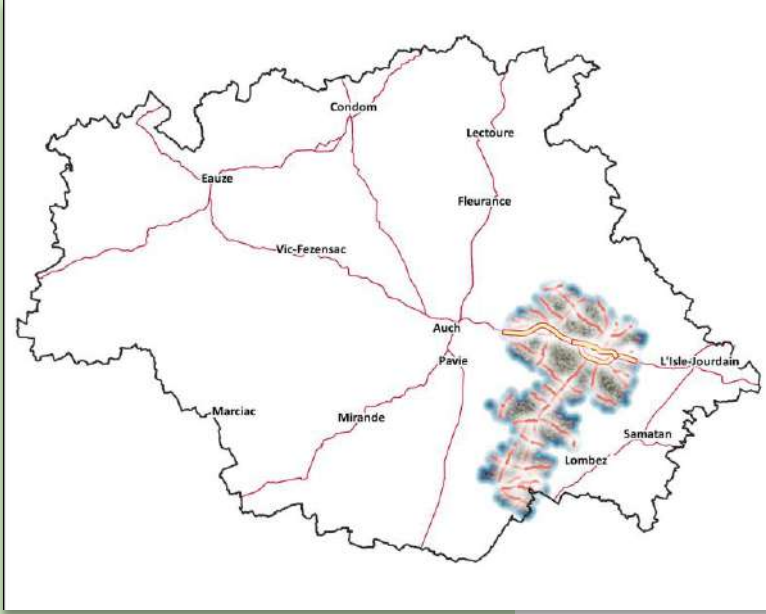 Condom
Lectoure
Eauze
Fleurance
Vic-Fezensac
Auch
Pavie
L'Isle-Jourdain
Marciac
Mirande
Samatan
Lombez